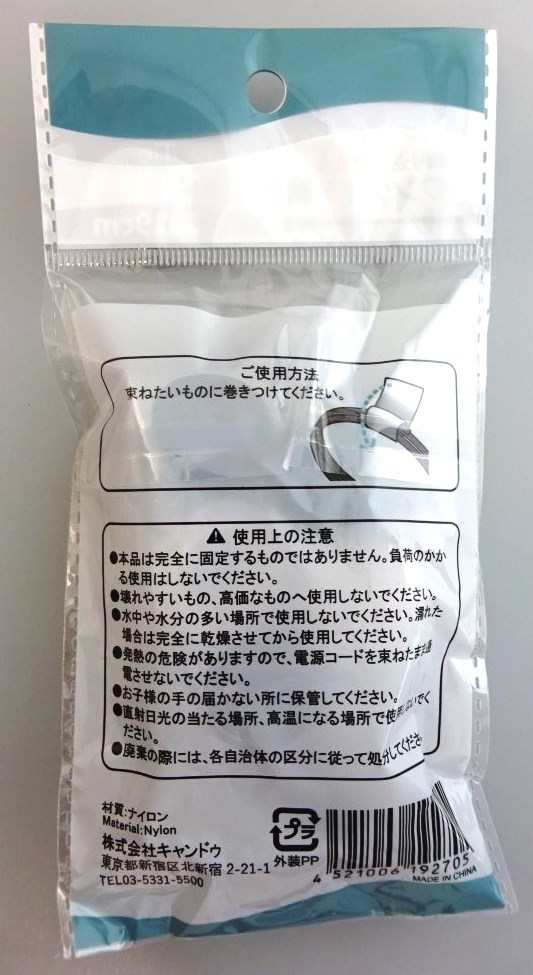 ご使用方法
束ねたいものに巻きつけてください。
使用上の注意
●本品は完全に固定するものではありません。負荷のかか
る使用はしないでください。
●壊れやすいもの、高価なものへ使用しないでください。
●水中や水分の多い場所で使用しないでください。濡れた
場合は完全に乾燥させてから使用してください。
●発熱の危険がありますので、電源コードを束ねたまま通
電させないでください。
●お子様の手の届かない所に保管してください。
●直射日光の当たる場所、高温になる場所で使用しないでく
ださい。
●廃棄の際には、各自治体の区分に従って処分してください。
材質:ナイロン
Material:Nylon
株式会社キャンドゥ
東京都新宿区北新宿 2-21-1
TEL03-5331-5500
プラ
外装PP
4 521006 192705
MADE IN CHINA